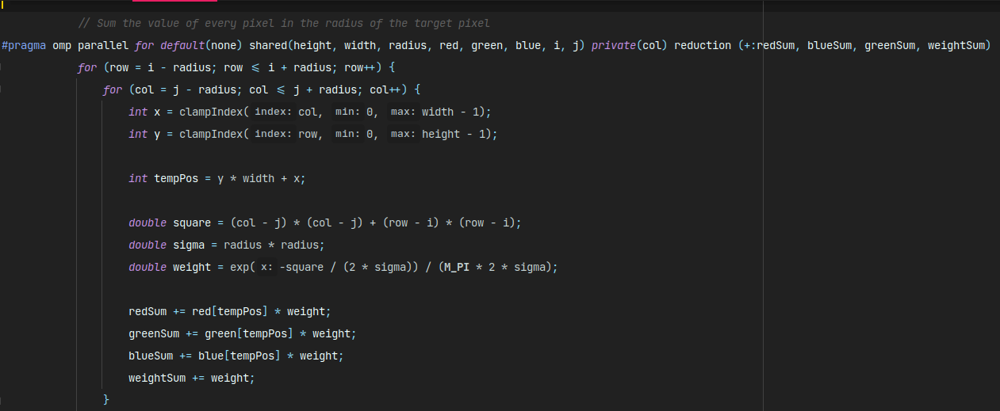 // Sum the value of every pixel in the radius of the target pixel
#pragma omp parallel for default(none) shared(height, width, radius, red, green, blue, i, j) private(col) reduction (+:redSum, blueSum, greenSum, weightSum)
for (row = i - radius; row <= i + radius; row++) {
for (col = j - radius; col <= j + radius; col++) {
int x = clampIndex( index: col, min: 0, max: width - 1);
int y = clampIndex( index: row, min: 0, max: height - 1);
int tempPos = y * width + x;
double square = (col - j) * (col - j) + (row - i) * (row - i);
double sigma = radius * radius;
double weight = exp( x: -square / (2 * sigma)) / (M_PI * 2 * sigma);
redSum += red[tempPos] * weight;
greenSum += green[tempPos] * weight;
blueSum += blue[tempPos] * weight;
weightSum += weight;
}